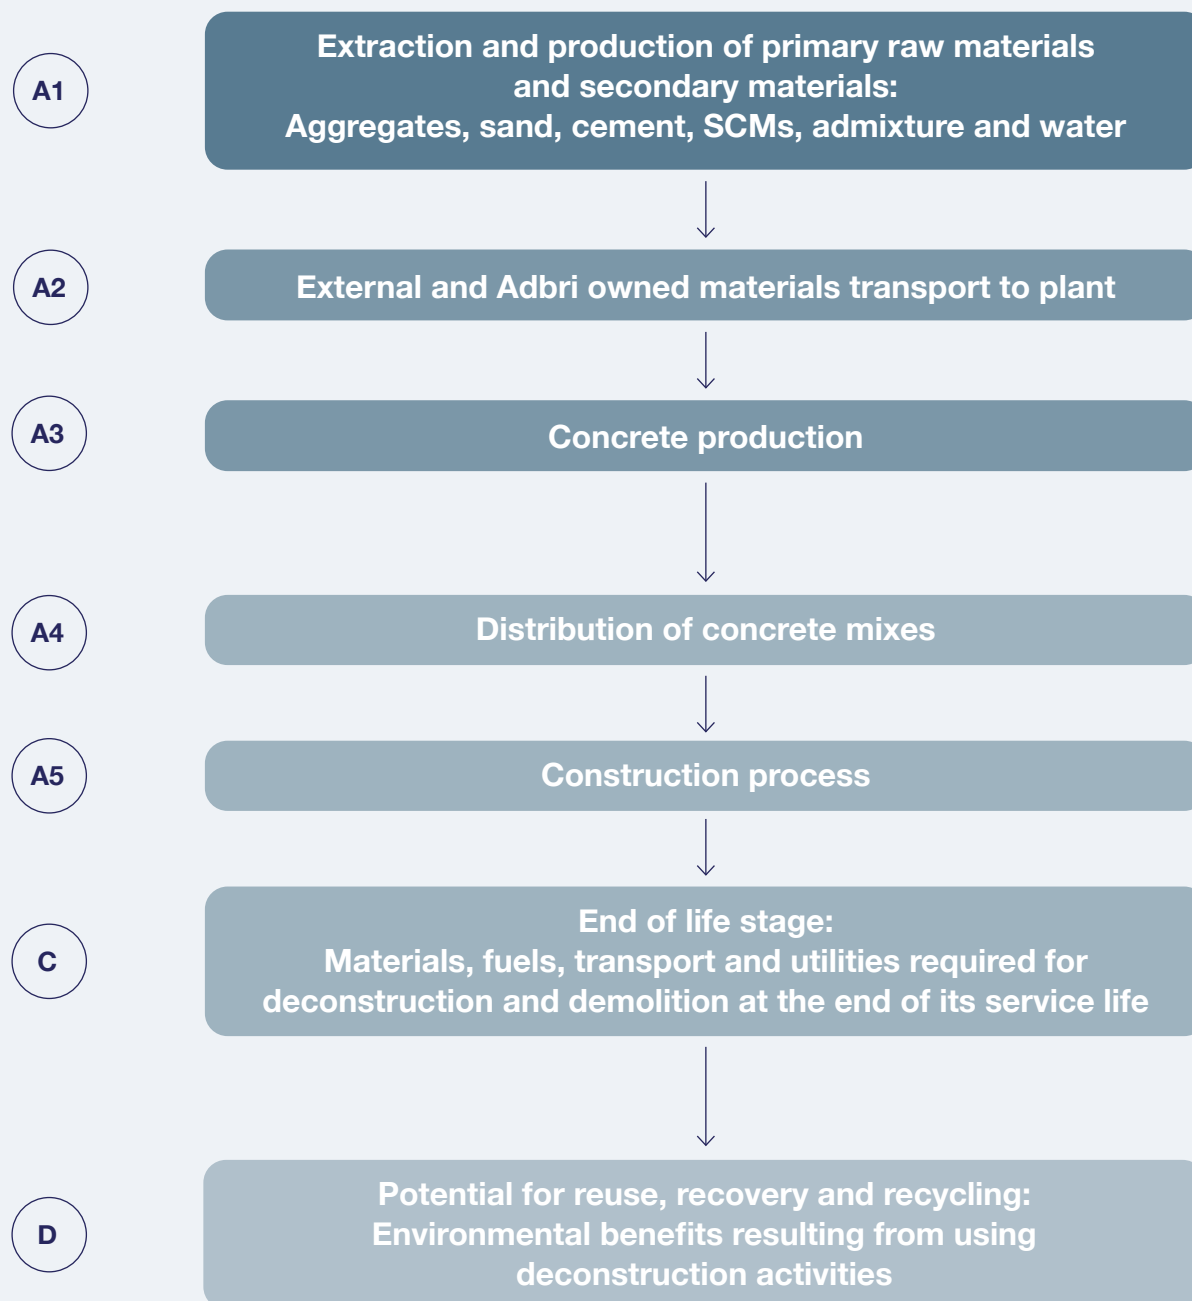 A1
Extraction and production of primary raw materials
and secondary materials:
Aggregates, sand, cement, SCMs, admixture and water
A2
External and Adbri owned materials transport to plant
A3
Concrete production
A4
Distribution of concrete mixes
A5
Construction process
C
End of life stage:
Materials, fuels, transport and utilities required for
deconstruction and demolition at the end of its service life
D
Potential for reuse, recovery and recycling:
Environmental benefits resulting from using
deconstruction activities